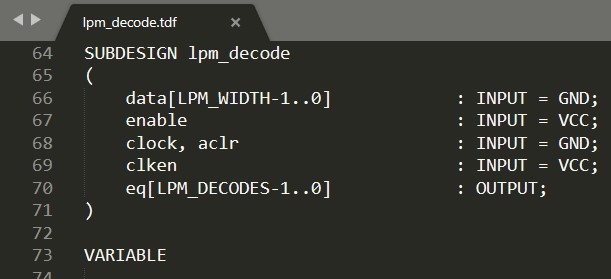 lpm_decode.tdf ×
64 SUBDESIGN lpm_decode
65 (
66     data[LPM_WIDTH-1..0]            : INPUT = GND;
67     enable                          : INPUT = VCC;
68     clock, aclr                     : INPUT = GND;
69     clken                           : INPUT = VCC;
70     eq[LPM_DECODES-1..0]            : OUTPUT;
71 )
72
73 VARIABLE
74